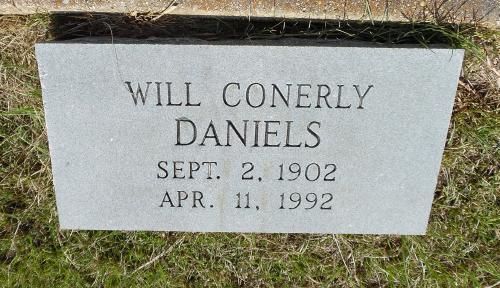 WILL CONERLY
DANIELS
SEPT. 2, 1902
APR. 11, 1992